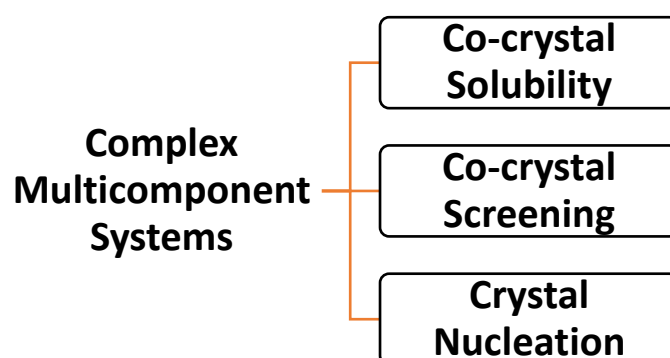 Complex
Multicomponent
Systems
Co-crystal
Solubility
Co-crystal
Screening
Crystal
Nucleation